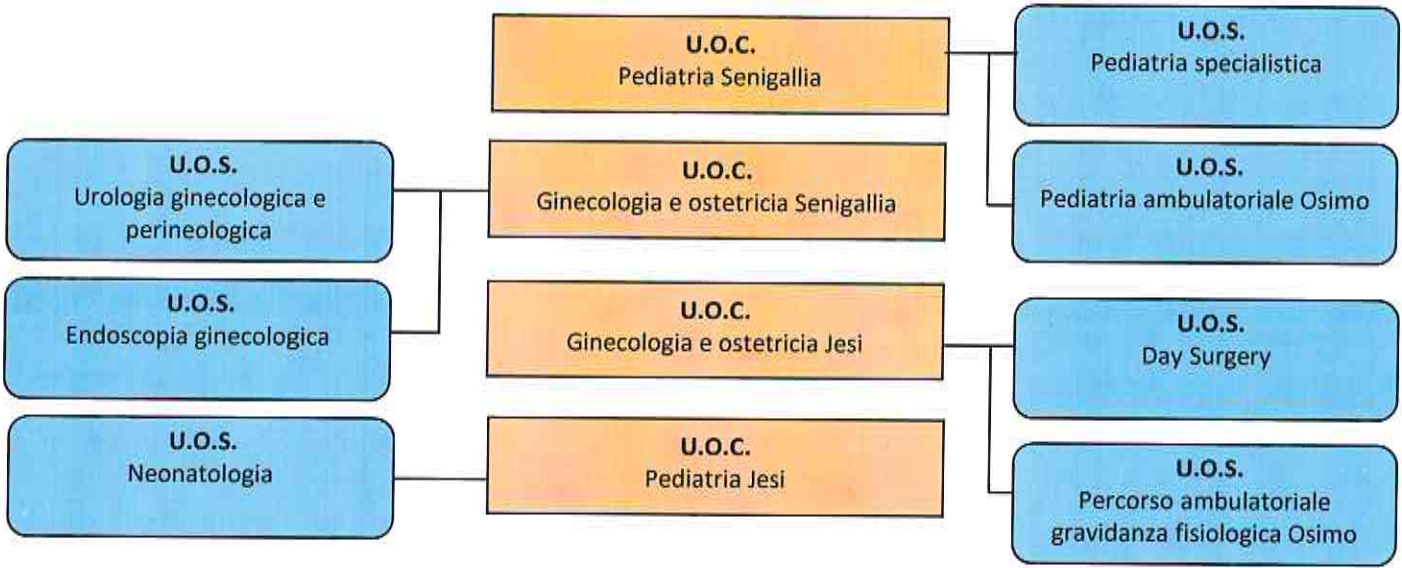 U.O.C.
Pediatria Senigallia
U.O.S.
Pediatria specialistica
U.O.S.
Urologia ginecologica e
perineologica
U.O.C.
Ginecologia e ostetricia Senigallia
U.O.S.
Pediatria ambulatoriale Osimo
U.O.S.
Endoscopia ginecologica
U.O.C.
Ginecologia e ostetricia Jesi
U.O.S.
Day Surgery
U.O.S.
Neonatologia
U.O.C.
Pediatria Jesi
U.O.S.
Percorso ambulatoriale
gravidanza fisiologica Osimo